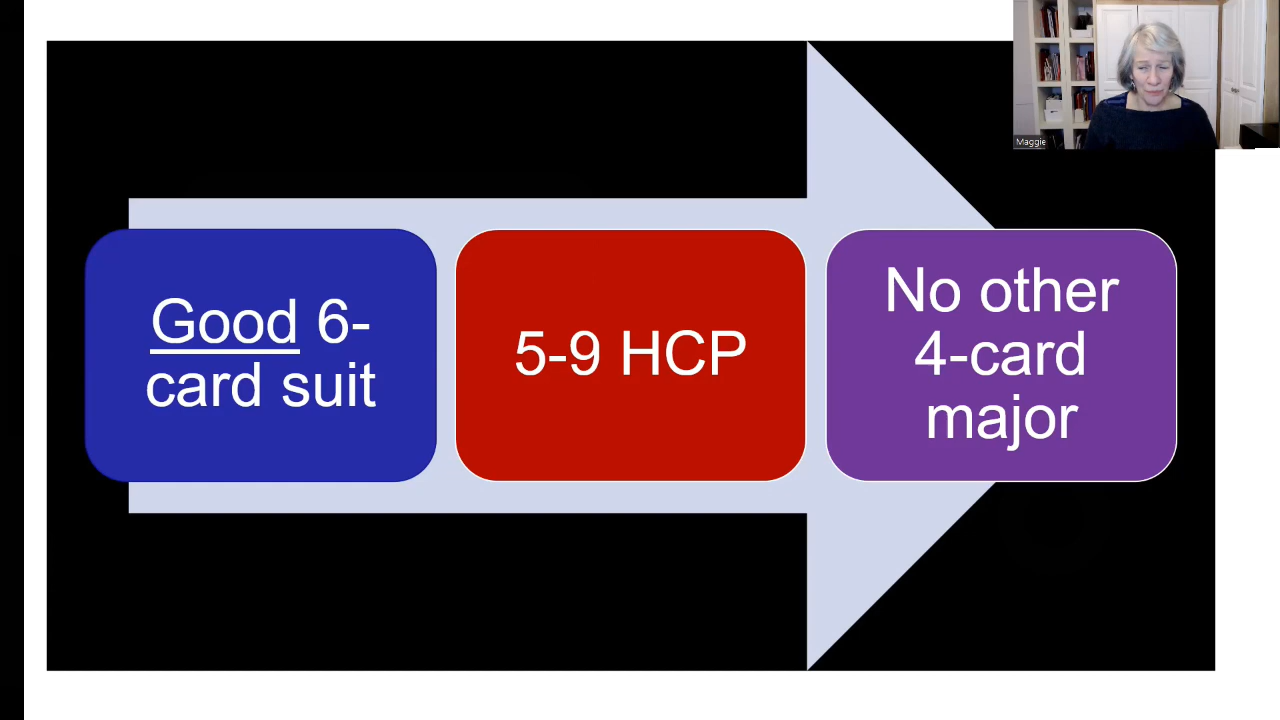 Maggie
Good 6-
card suit
5-9 HCP
No other
4-card
major